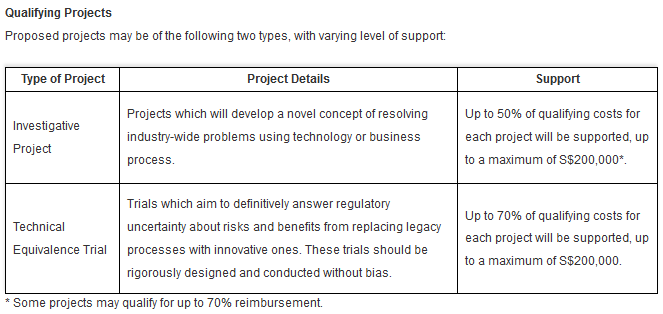 Qualifying Projects
Proposed projects may be of the following two types, with varying level of support:
Type of Project
Project Details
Support
Investigative
Project
Projects which will develop a novel concept of resolving
industry-wide problems using technology or business
process.
Up to 50% of qualifying costs for
each project will be supported, up
to a maximum of S$200,000*.
Technical
Equivalence Trial
Trials which aim to definitively answer regulatory
uncertainty about risks and benefits from replacing legacy
processes with innovative ones. These trials should be
rigorously designed and conducted without bias.
Up to 70% of qualifying costs for
each project will be supported, up
to a maximum of S$200,000.
* Some projects may qualify for up to 70% reimbursement.